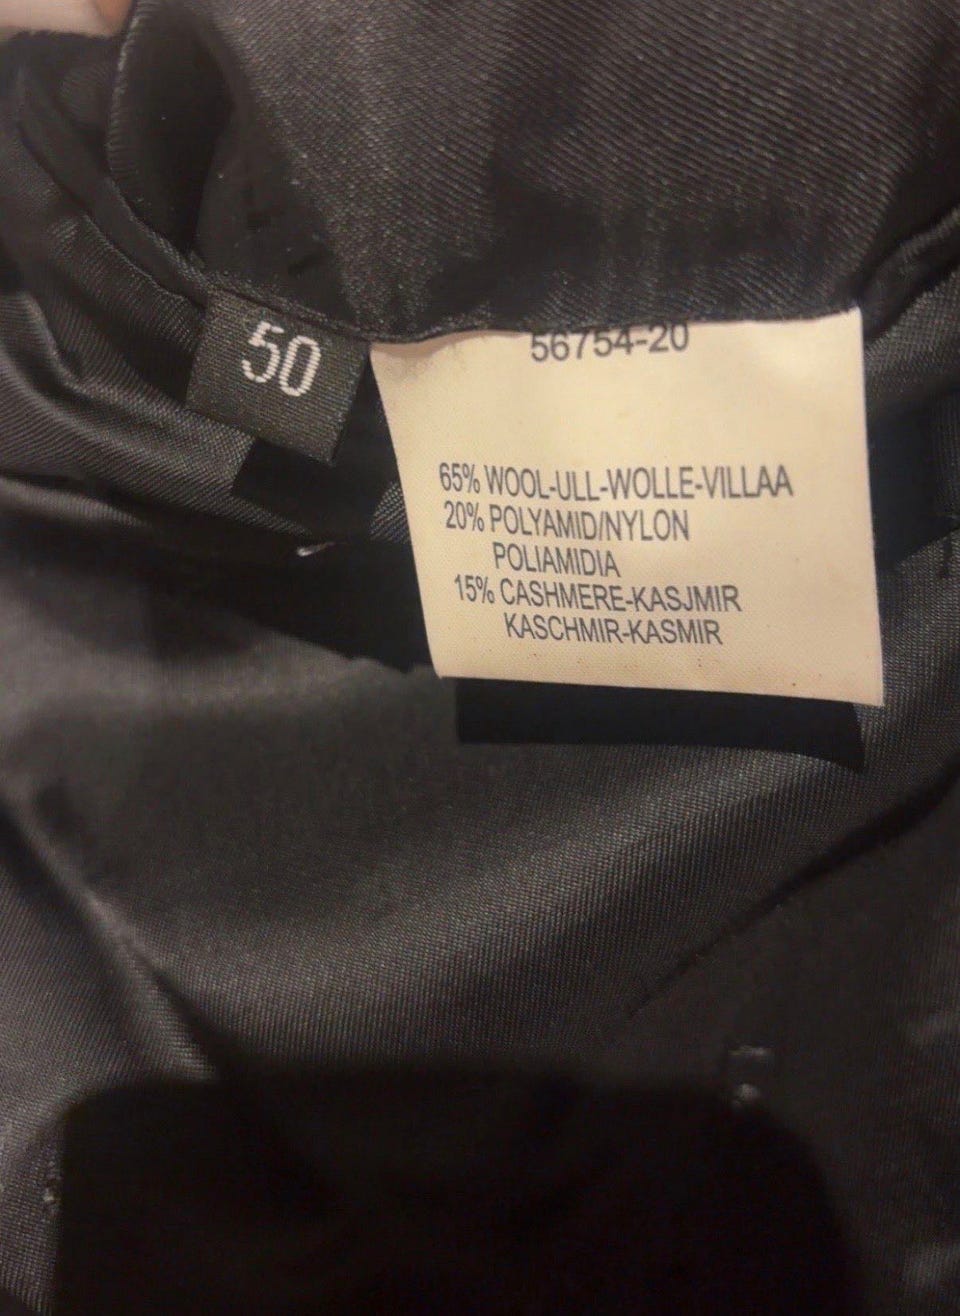 50
56754-20
65% WOOL-ULL-WOLLE-VILLAA
20% POLYAMID/NYLON
POLIAMIDIA
15% CASHMERE-KASJMIR
KASCHMIR-KASMIR